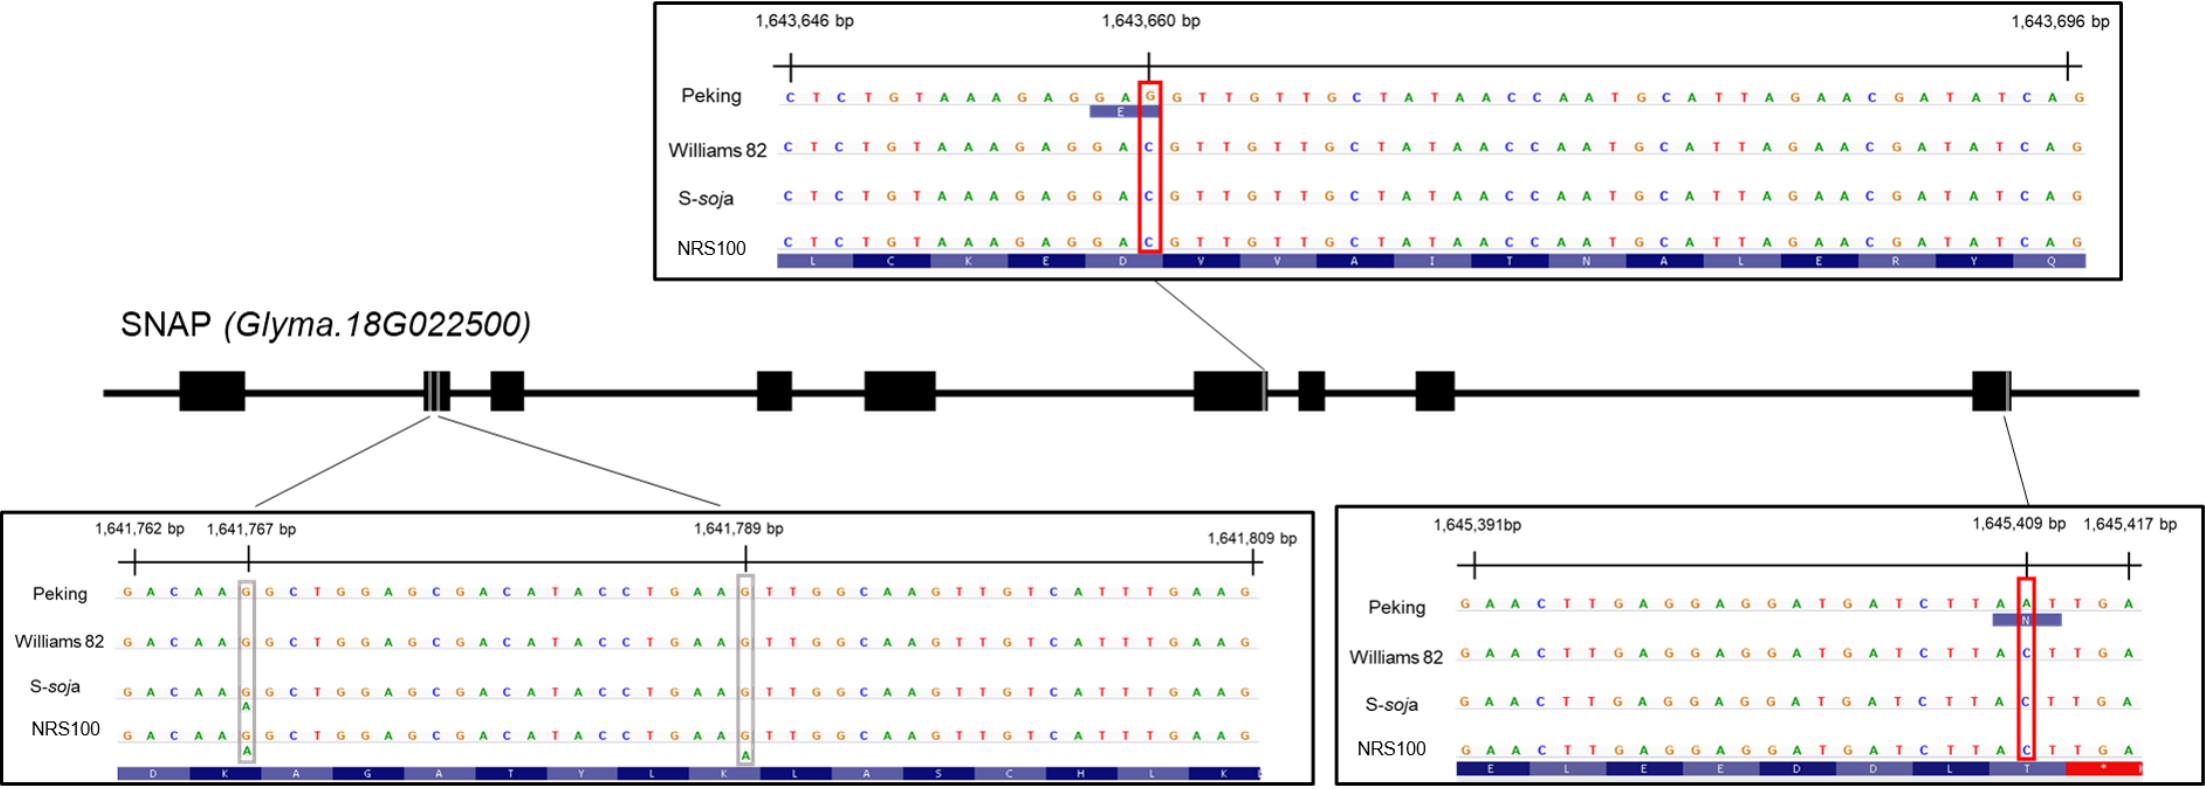 1,643,646 bp 1,643,660 bp 1,643,696 bp
Peking C T C T G T A A A G A G G A G G T T G T T G C T A T A A C C A A T G C A T T A G A A C G A T A T C A G
E
Williams 82 C T C T G T A A A G A G G A C G T T G T T G C T A T A A C C A A T G C A T T A G A A C G A T A T C A G
S-soja C T C T G T A A A G A G G A C G T T G T T G C T A T A A C C A A T G C A T T A G A A C G A T A T C A G
NRS100 C T C T G T A A A G A G G A C G T T G T T G C T A T A A C C A A T G C A T T A G A A C G A T A T C A G
L C K E D V V A I T N A L E R Y Q
SNAP (Glyma.18G022500)
1,641,762 bp 1,641,767 bp 1,641,789 bp 1,641,809 bp
Peking G A C A A G G C T G G A G C G A C A T A C C T G A A G T T G G C A A G T T G T C A T T T G A A G
Williams 82 G A C A A G G C T G G A G C G A C A T A C C T G A A G T T G G C A A G T T G T C A T T T G A A G
S-soja G A C A A G G C T G G A G C G A C A T A C C T G A A G T T G G C A A G T T G T C A T T T G A A G
A
NRS100 G A C A A G G C T G G A G C G A C A T A C C T G A A G T T G G C A A G T T G T C A T T T G A A G
A A
D K A G A T Y L K L A S C H L K
1,645,391bp 1,645,409 bp 1,645,417 bp
Peking G A A C T T G A G G A G G A T G A T C T T A A T T G A
N
Williams 82 G A A C T T G A G G A G G A T G A T C T T A C T T G A
S-soja G A A C T T G A G G A G G A T G A T C T T A C T T G A
NRS100 G A A C T T G A G G A G G A T G A T C T T A C T T G A
E L E E D D L T *